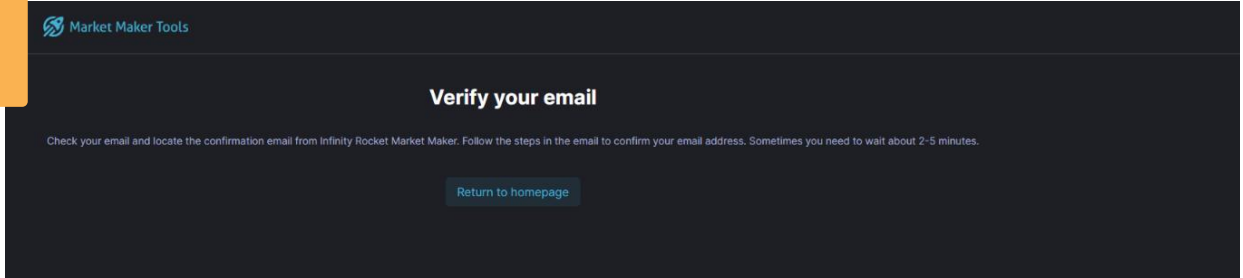 Market Maker Tools
Verify your email
Check your email and locate the confirmation email from Infinity Rocket Market Maker. Follow the steps in the email to confirm your email address. Sometimes you need to wait about 2-5 minutes.
Return to homepage